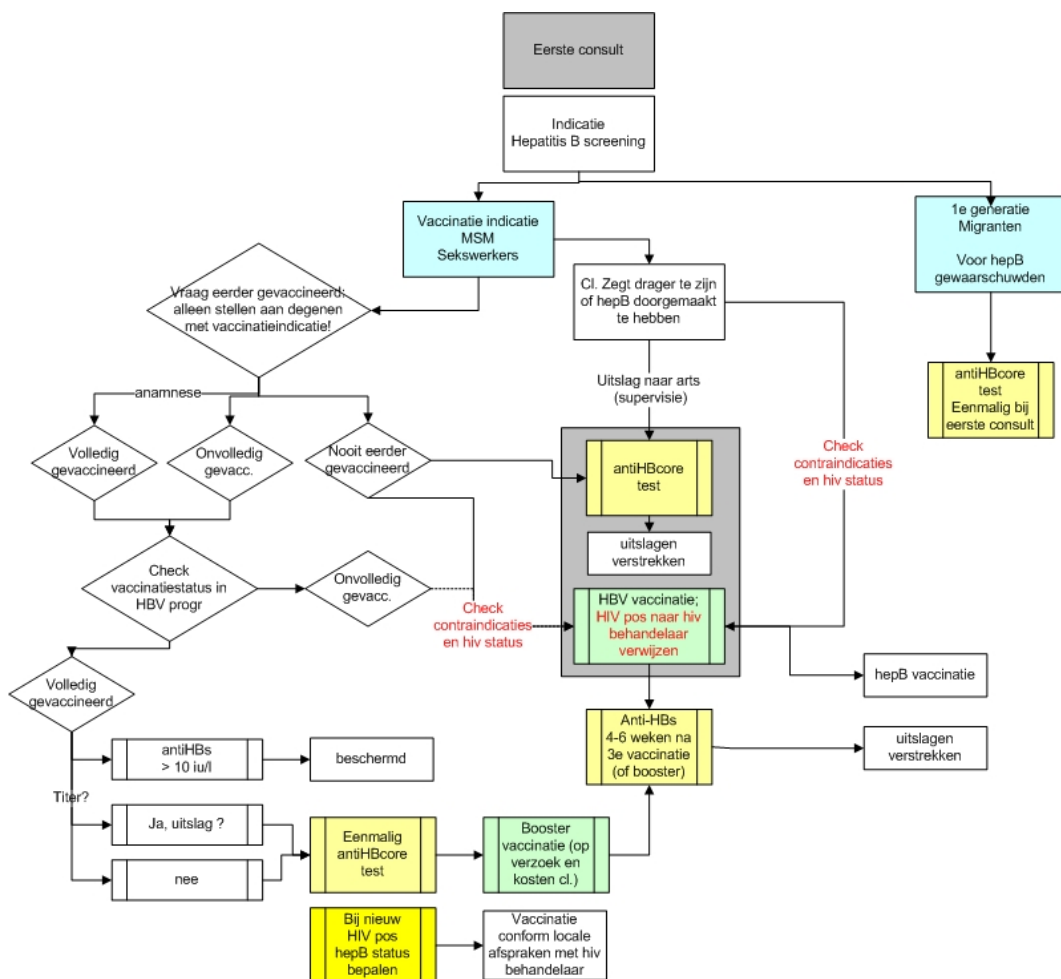 Eerste consult
Indicatie
Hepatitis B screening
Vaccinatie indicatie
MSM
Sekswerkers
1e generatie
Migranten
Voor hepB
gewaarschuwden
Vraag eerder gevaccineerd;
alleen stellen aan degenen
met vaccinatieindicatie!
Cl. Zegt drager te zijn
of hepB doorgemaakt
te hebben
antiHBcore
test
Eenmalig bij
eerste consult
anamnese
Uitslag naar arts
(supervisie)
Volledig
gevaccineerd
Onvolledig
gevacc.
Nooit eerder
gevaccineerd
antiHBcore
test
Check
contraindicaties
en hiv status
uitslagen
verstrekken
Check
vaccinatiestatus in
HBV progr
Onvolledig
gevacc.
Check
contraindicaties
en hiv status
HBV vaccinatie;
HIV pos naar hiv
behandelaar
verwijzen
hepB vaccinatie
Volledig
gevaccineerd
Anti-HBs
4-6 weken na
3e vaccinatie
(of booster)
uitslagen
verstrekken
antiHBs
> 10 iu/l
beschermd
Titer?
Ja, uitslag ?
nee
Eenmalig
antiHBcore
test
Booster
vaccinatie (op
verzoek en
kosten cl.)
Bij nieuw
HIV pos
hepB status
bepalen
Vaccinatie
conform locale
afspraken met hiv
behandelaar